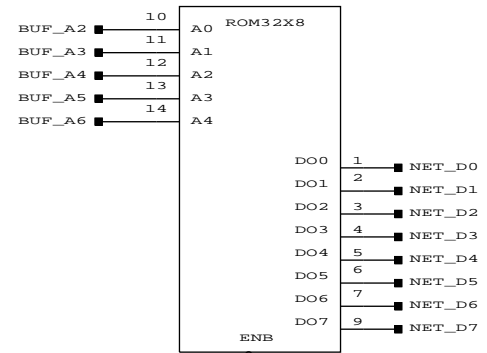 BUF_A2 10 A0 ROM32X8
BUF_A3 11 A1
BUF_A4 12 A2
BUF_A5 13 A3
BUF_A6 14 A4
DO0 1 NET_D0
DO1 2 NET_D1
DO2 3 NET_D2
DO3 4 NET_D3
DO4 5 NET_D4
DO5 6 NET_D5
DO6 7 NET_D6
DO7 9 NET_D7
ENB